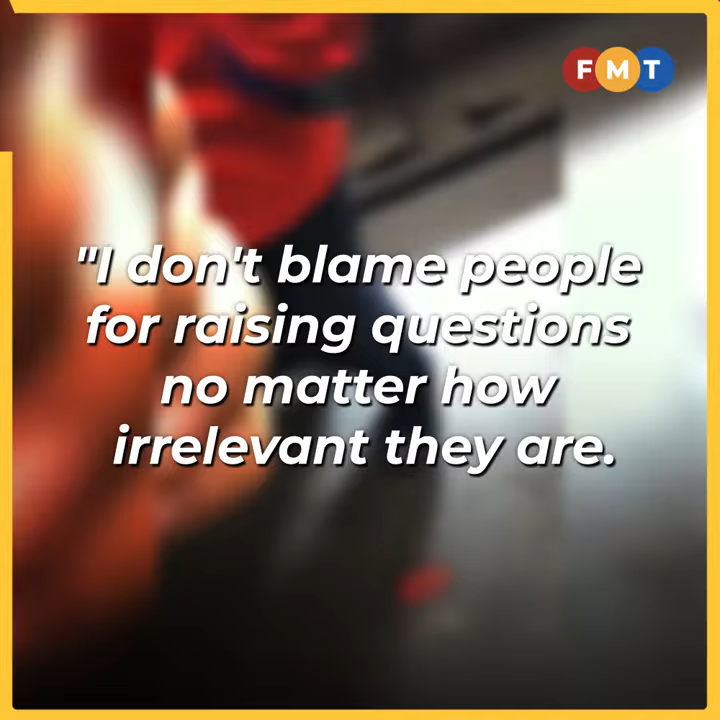 FMT
"I don't blame people
for raising questions
no matter how
irrelevant they are.